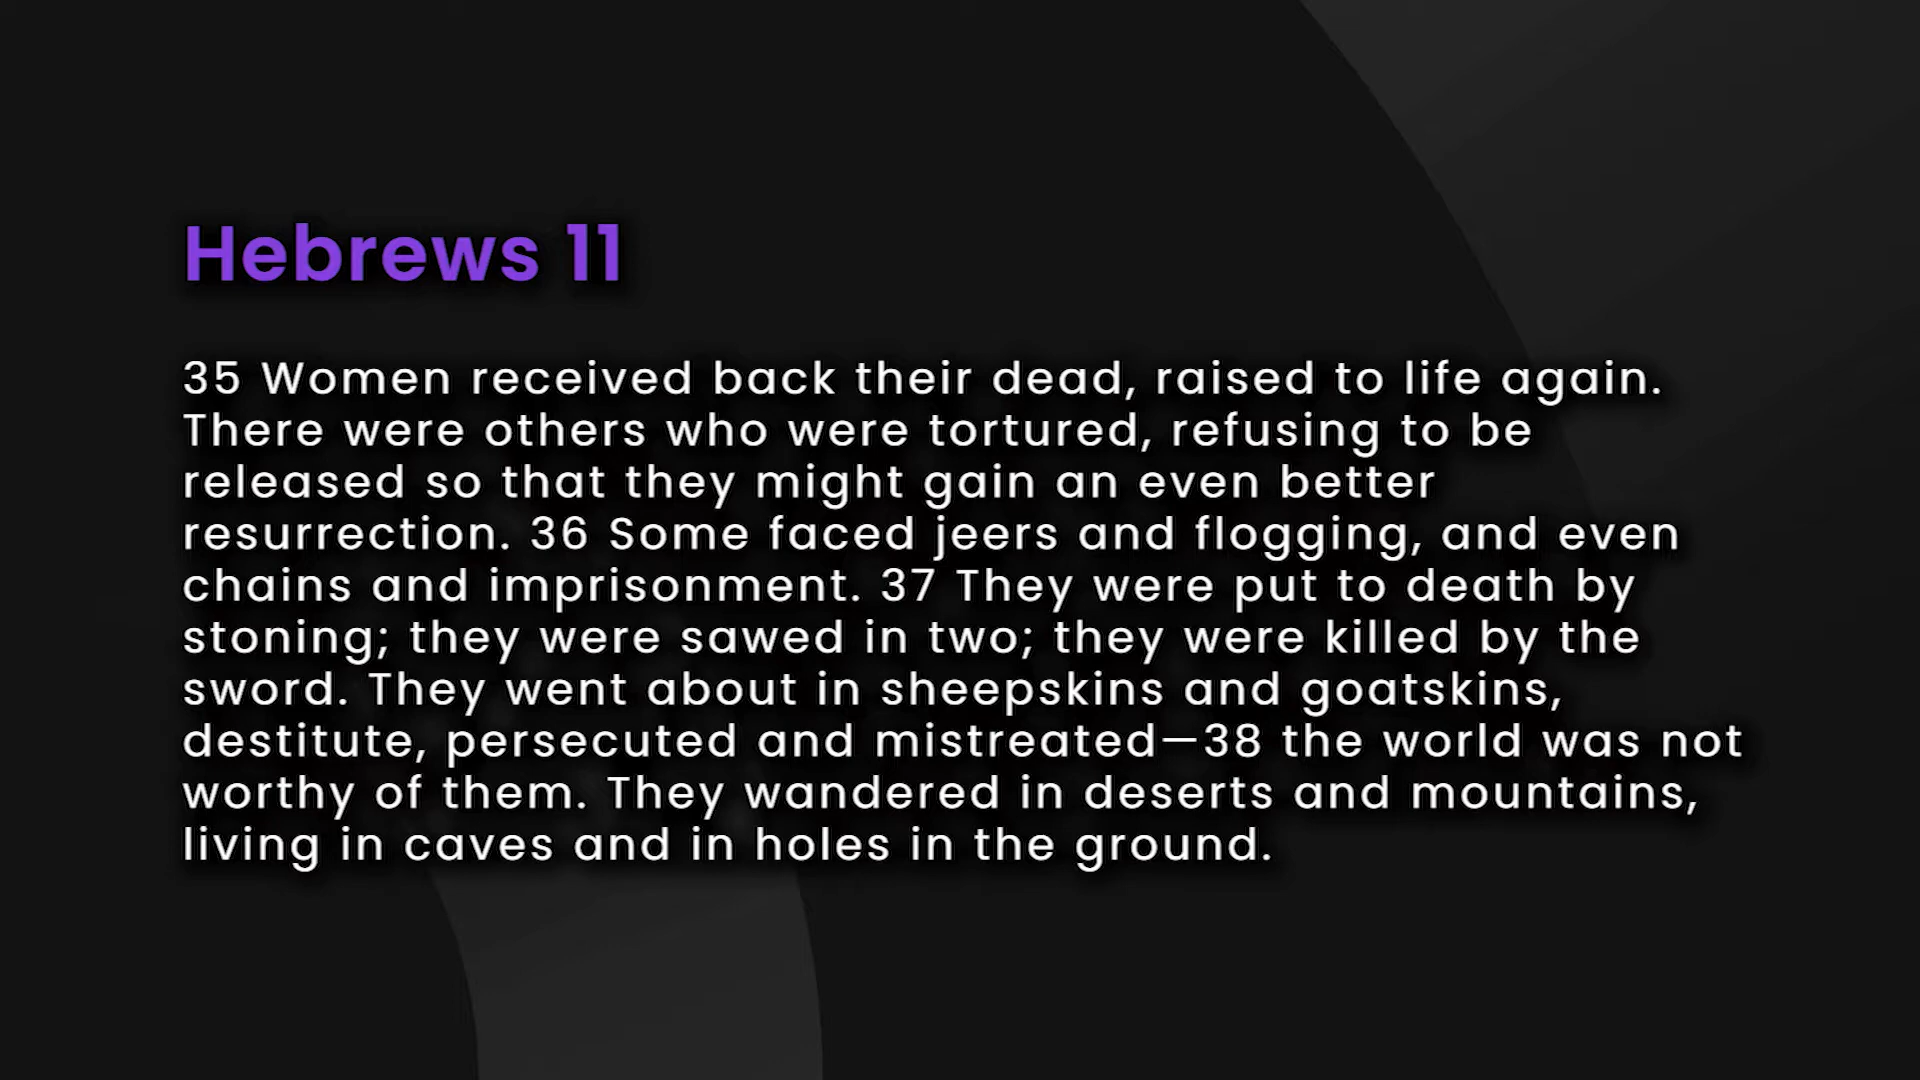 Hebrews 11
35 Women received back their dead, raised to life again.
There were others who were tortured, refusing to be
released so that they might gain an even better
resurrection. 36 Some faced jeers and flogging, and even
chains and imprisonment. 37 They were put to death by
stoning; they were sawed in two; they were killed by the
sword. They went about in sheepskins and goatskins,
destitute, persecuted and mistreated—38 the world was not
worthy of them. They wandered in deserts and mountains,
living in caves and in holes in the ground.